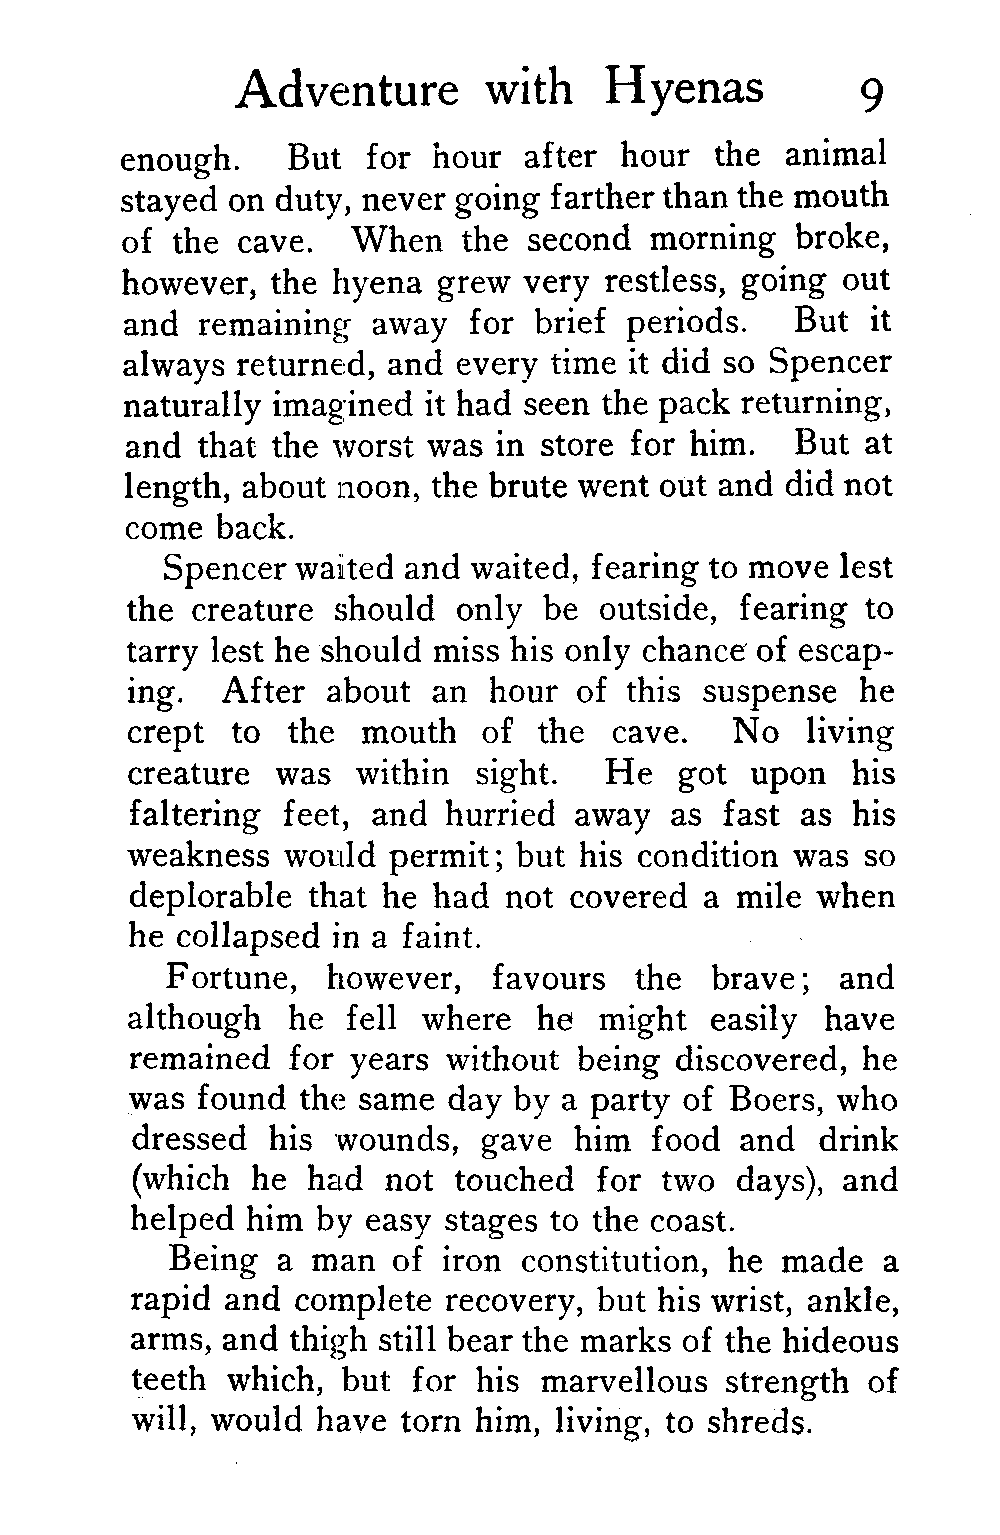 Adventure with Hyenas 9
enough. But for hour after hour the animal
stayed on duty, never going farther than the mouth
of the cave. When the second morning broke,
however, the hyena grew very restless, going out
and remaining away for brief periods. But it
always returned, and every time it did so Spencer
naturally imagined it had seen the pack returning,
and that the worst was in store for him. But at
length, about noon, the brute went out and did not
come back.
Spencer waited and waited, fearing to move lest
the creature should only be outside, fearing to
tarry lest he should miss his only chance of escap-
ing. After about an hour of this suspense he
crept to the mouth of the cave. No living
creature was within sight. He got upon his
faltering feet, and hurried away as fast as his
weakness would permit; but his condition was so
deplorable that he had not covered a mile when
he collapsed in a faint.
Fortune, however, favours the brave; and
although he fell where he might easily have
remained for years without being discovered, he
was found the same day by a party of Boers, who
dressed his wounds, gave him food and drink
(which he had not touched for two days), and
helped him by easy stages to the coast.
Being a man of iron constitution, he made a
rapid and complete recovery, but his wrist, ankle,
arms, and thigh still bear the marks of the hideous
teeth which, but for his marvellous strength of
will, would have torn him, living, to shreds.